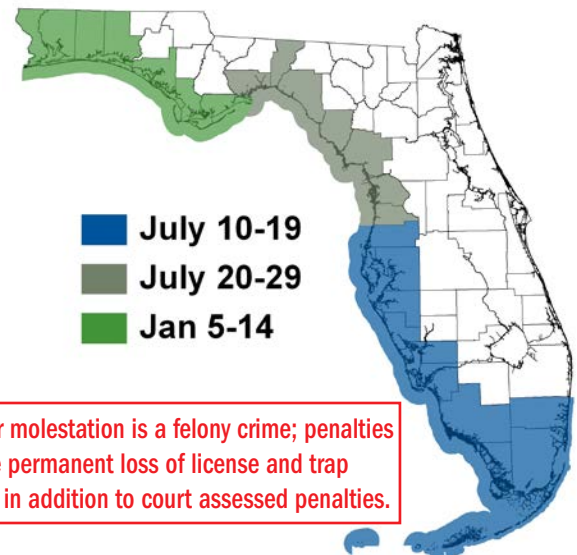 July 10-19
July 20-29
Jan 5-14
r molestation is a felony crime; penalties
permanent loss of license and trap
in addition to court assessed penalties.